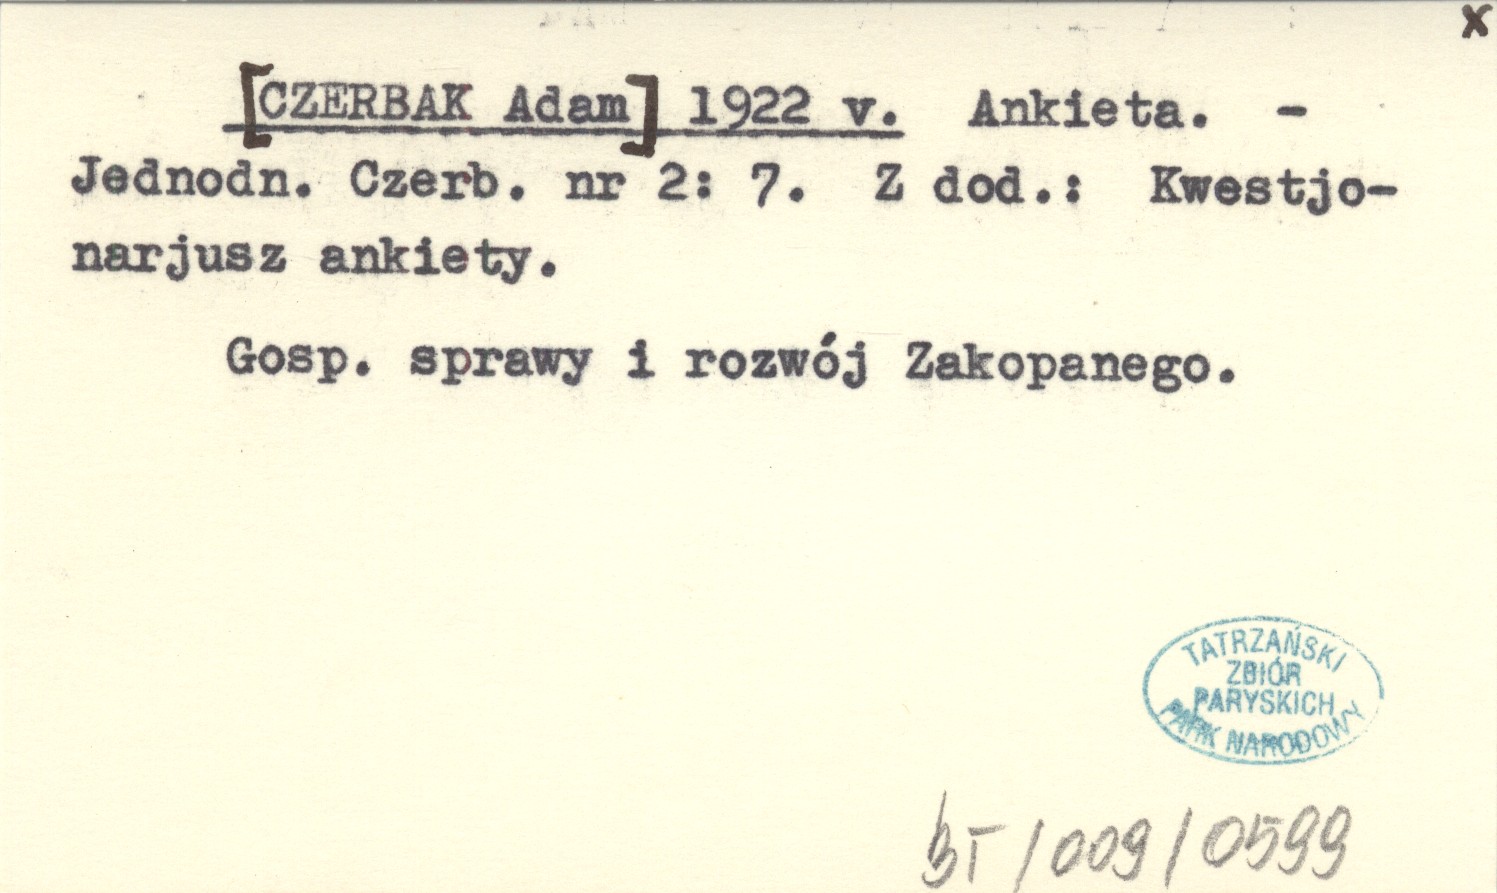 x
[CZERBAK Adam] 1922 v. Ankieta. -
Jednodn. Czerb. nr 2: 7. Z dod.: Kwestjo-
narjusz ankiety.
Gosp. sprawy i rozwój Zakopanego.
TATRZAŃSKI
ZBIÓR
PARYSKICH
PARK NARODOWY
BT/009/0599